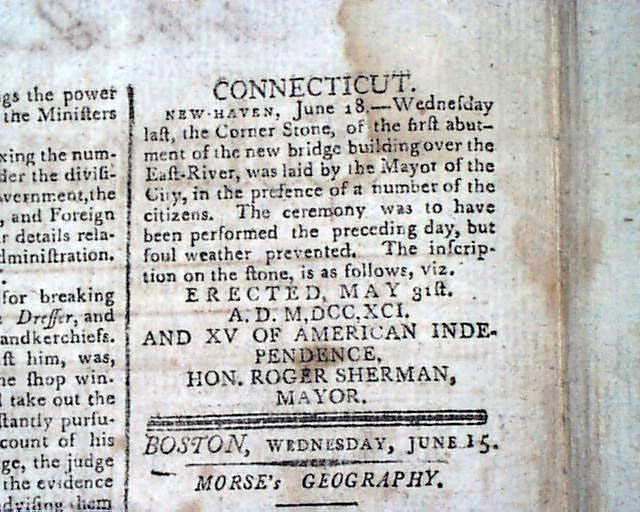 gs the power
the Miniſters
xing the num-
der the diviſi-
vernment, the
, and Foreign
r details rela-
dminiſtration.
for breaking
Dreſſer, and
andkerchiefs.
ſt him, was,
he ſhop win-
take out the
ſtantly purſu-
count of his
ge, the judge
the evidence
dviſing them
CONNECTICUT.
NEW-HAVEN, June 18.—Wedneſday
laſt, the Corner Stone, of the firſt abut-
ment of the new bridge building over the
Eaſt-River, was laid by the Mayor of the
City, in the preſence of a number of the
citizens. The ceremony was to have
been performed the preceding day, but
foul weather prevented. The inſcrip-
tion on the ſtone, is as follows, viz.
ERECTED, MAY 31ſt.
A. D. M,DCC,XCI.
AND XV OF AMERICAN INDE-
PENDENCE,
HON. ROGER SHERMAN,
MAYOR.
BOSTON, WEDNESDAY, JUNE 15.
MORSE's GEOGRAPHY.